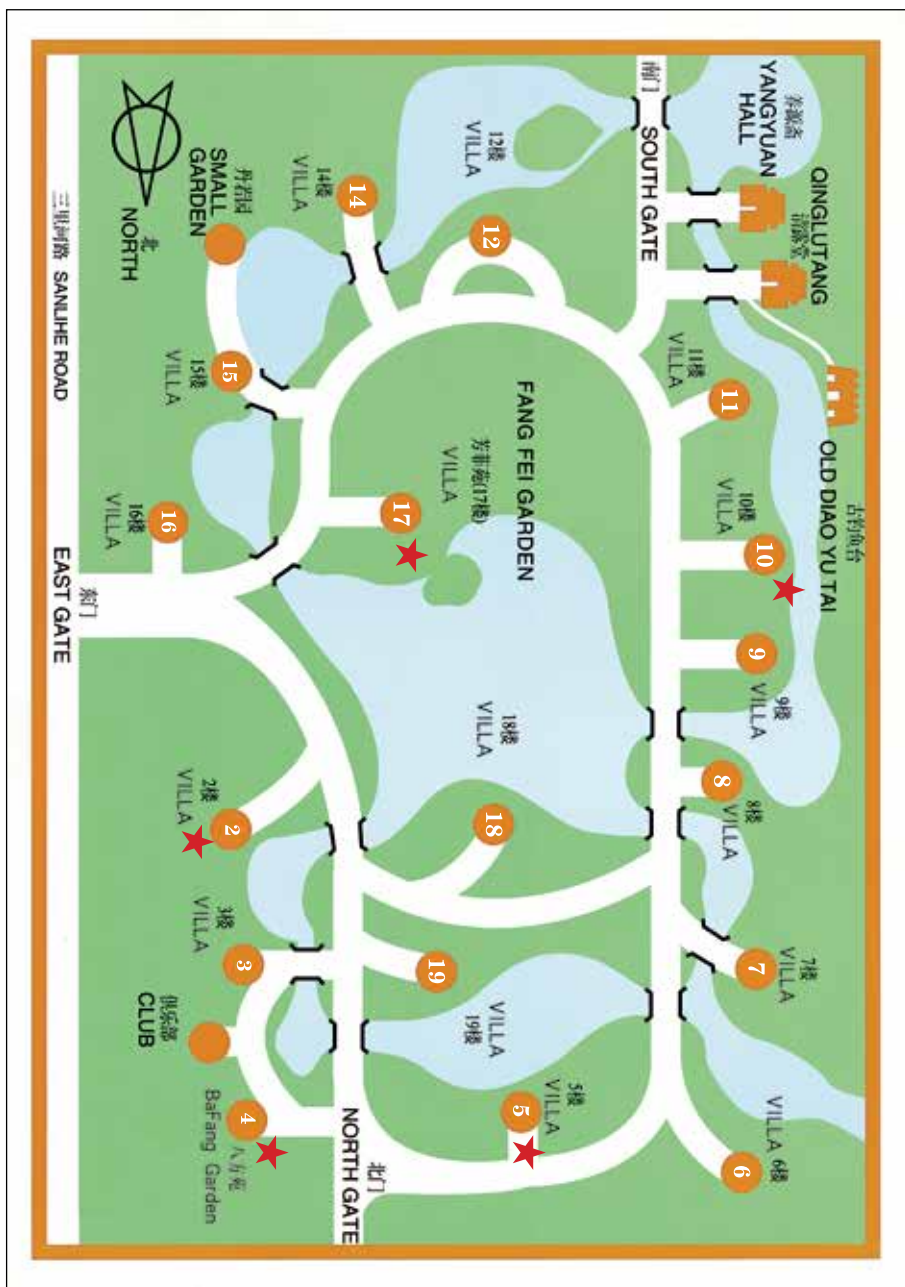 养源斋
YANGYUAN
HALL
QINGLUTANG
清露堂
古钓鱼台
OLD DIAO YU TAI
南门
SOUTH GATE
11楼
VILLA
11
10楼
VILLA
10
9
9楼
VILLA
8
8楼
VILLA
7
7楼
VILLA
VILLA 6楼
6
12楼
VILLA
12
14
14楼
VILLA
FANG FEI GARDEN
芳菲苑(17楼)
VILLA
17
18楼
VILLA
18
VILLA
19楼
19
5楼
VILLA
5
北
NORTH
丹若园
SMALL
GARDEN
15
15楼
VILLA
16
16楼
VILLA
东门
EAST GATE
2楼
VILLA
2
3楼
VILLA
3
俱乐部
CLUB
4
八方苑
BaFang Garden
北门
NORTH GATE
三里河路 SANLIHE ROAD